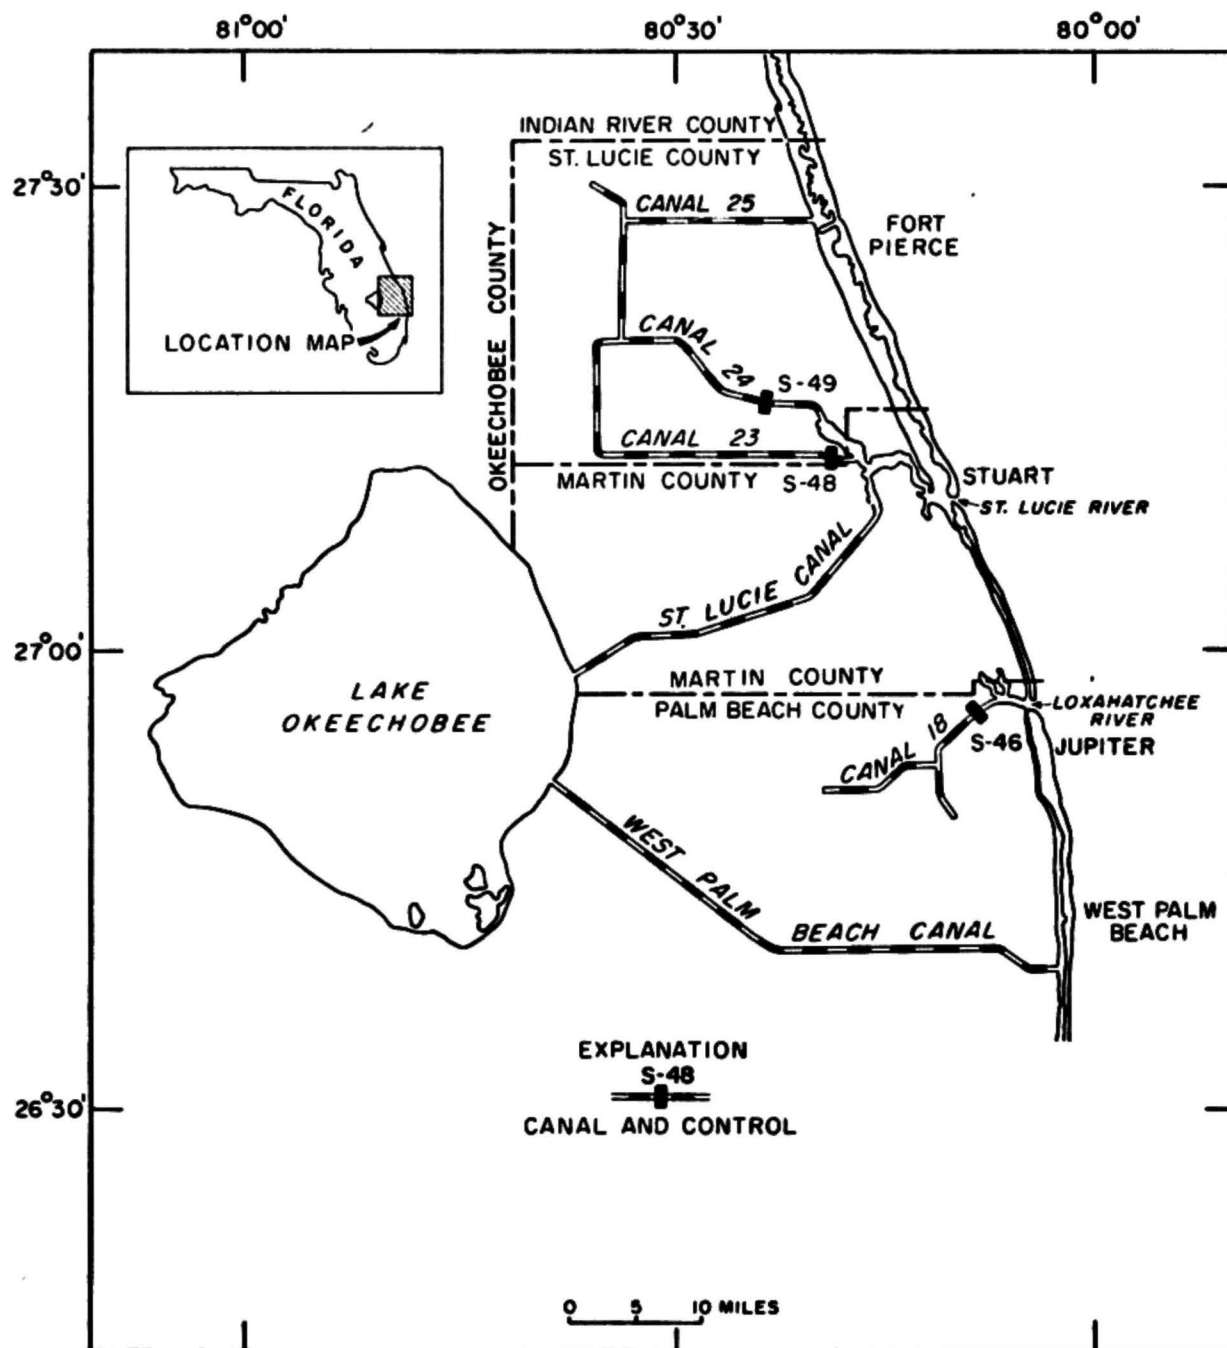 81°00'
80°30'
80°00'
INDIAN RIVER COUNTY
ST. LUCIE COUNTY
27°30'
FLORIDA
LOCATION MAP
OKEECHOBEE COUNTY
CANAL 25
FORT
PIERCE
CANAL 24
S-49
CANAL 23
MARTIN COUNTY
S-48
STUART
ST. LUCIE RIVER
ST. LUCIE CANAL
27°00'
LAKE
OKEECHOBEE
MARTIN COUNTY
PALM BEACH COUNTY
LOXAHATCHEE
RIVER
CANAL 18
S-46
JUPITER
WEST PALM BEACH CANAL
WEST PALM
BEACH
EXPLANATION
S-48
26°30'
CANAL AND CONTROL
0 5 10 MILES